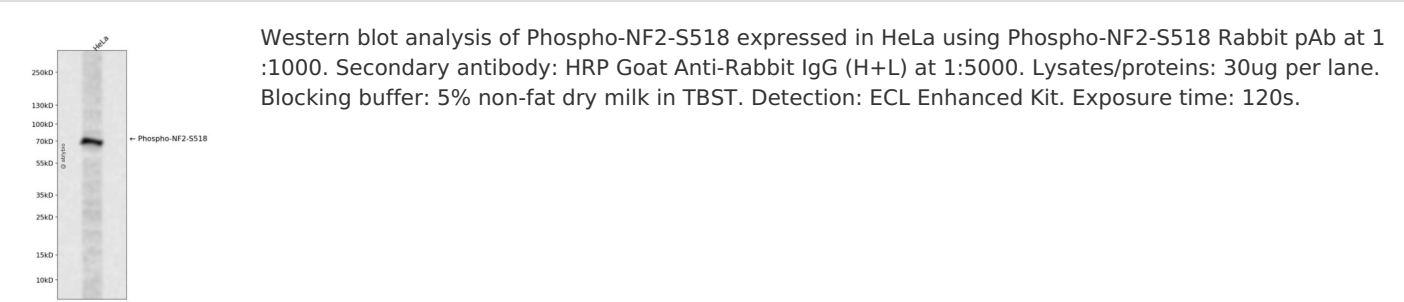 HeLa
250kD
130kD
100kD
70kD
← Phospho-NF2-S518
55kD
35kD
25kD
15kD
10kD
Western blot analysis of Phospho-NF2-S518 expressed in HeLa using Phospho-NF2-S518 Rabbit pAb at 1
:1000. Secondary antibody: HRP Goat Anti-Rabbit IgG (H+L) at 1:5000. Lysates/proteins: 30ug per lane.
Blocking buffer: 5% non-fat dry milk in TBST. Detection: ECL Enhanced Kit. Exposure time: 120s.